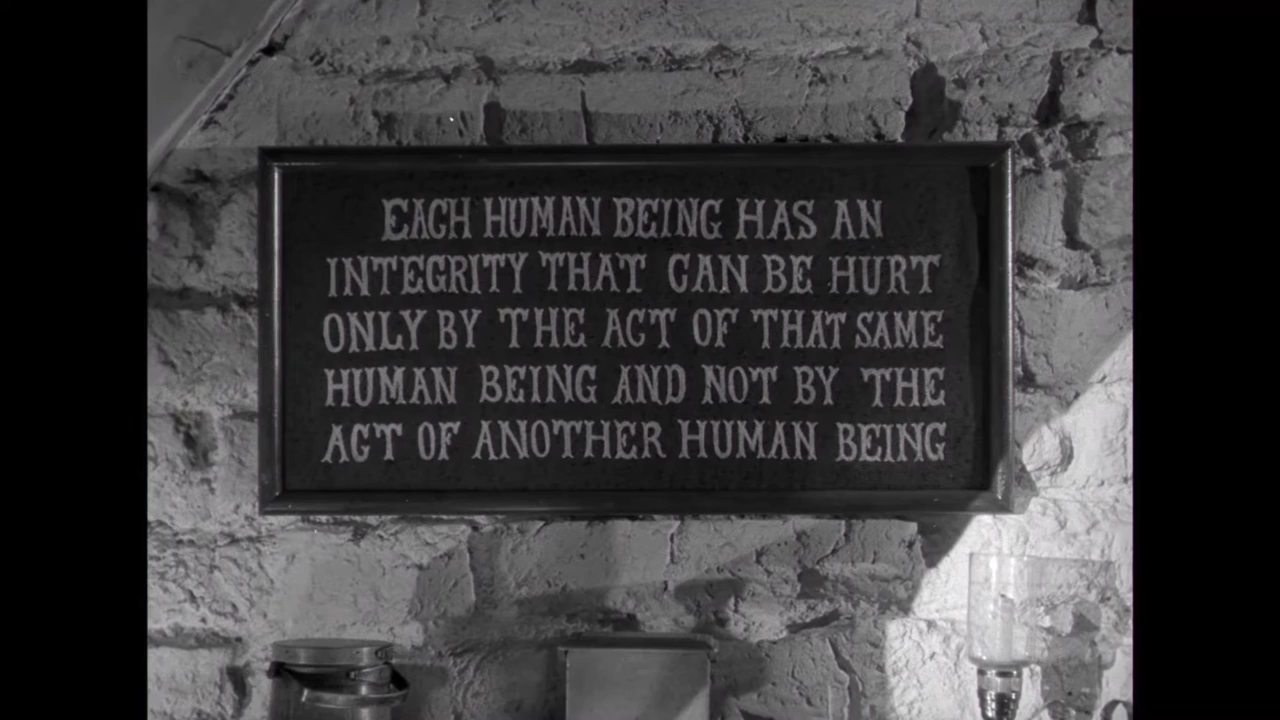 EACH HUMAN BEING HAS AN
INTEGRITY THAT CAN BE HURT
ONLY BY THE ACT OF THAT SAME
HUMAN BEING AND NOT BY THE
ACT OF ANOTHER HUMAN BEING